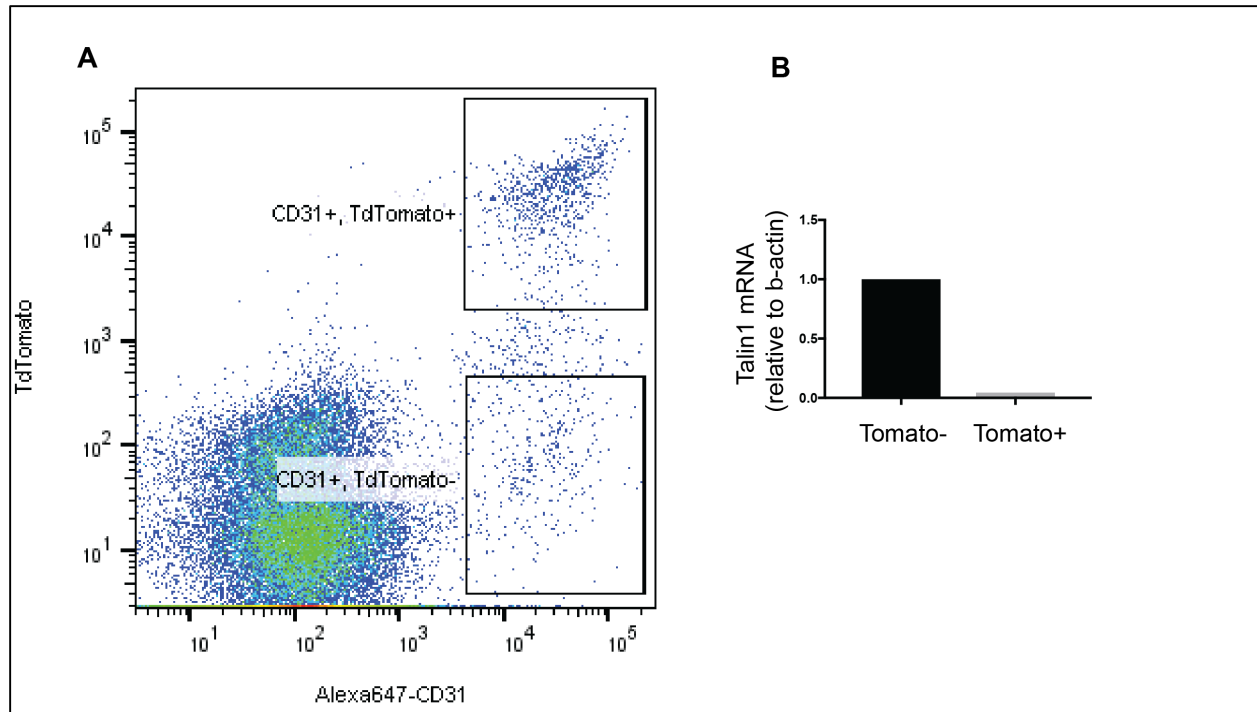 A
B
TdTomato
10⁵
10⁴
10³
10²
10¹
CD31+, TdTomato+
CD31+, TdTomato-
10¹ 10² 10³ 10⁴ 10⁵
Alexa647-CD31
Talin1 mRNA
(relative to b-actin)
1.5
1.0
0.5
0.0
Tomato- Tomato+